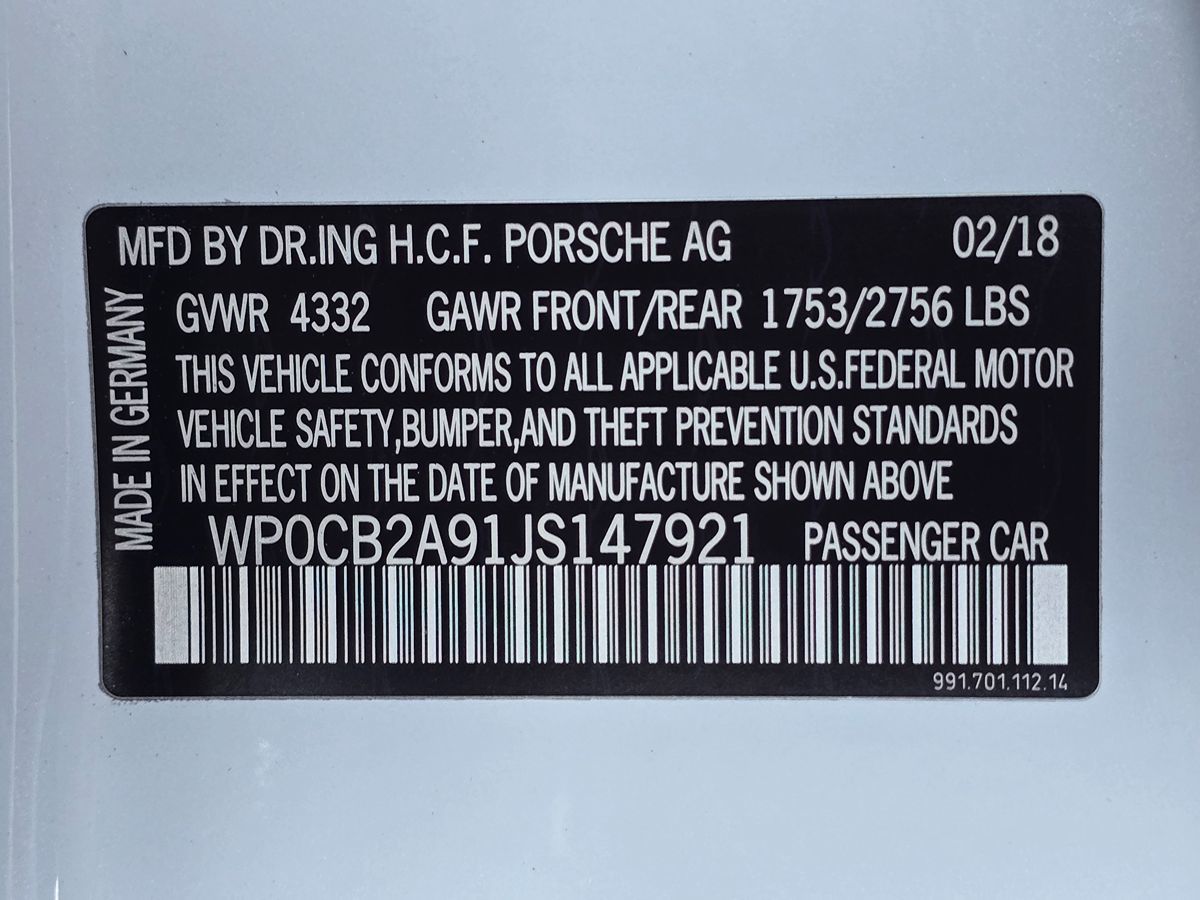 MFD BY DR.ING H.C.F. PORSCHE AG 02/18
MADE IN GERMANY
GVWR 4332 GAWR FRONT/REAR 1753/2756 LBS
THIS VEHICLE CONFORMS TO ALL APPLICABLE U.S.FEDERAL MOTOR
VEHICLE SAFETY,BUMPER,AND THEFT PREVENTION STANDARDS
IN EFFECT ON THE DATE OF MANUFACTURE SHOWN ABOVE
WP0CB2A91JS147921 PASSENGER CAR
991.701.112.14